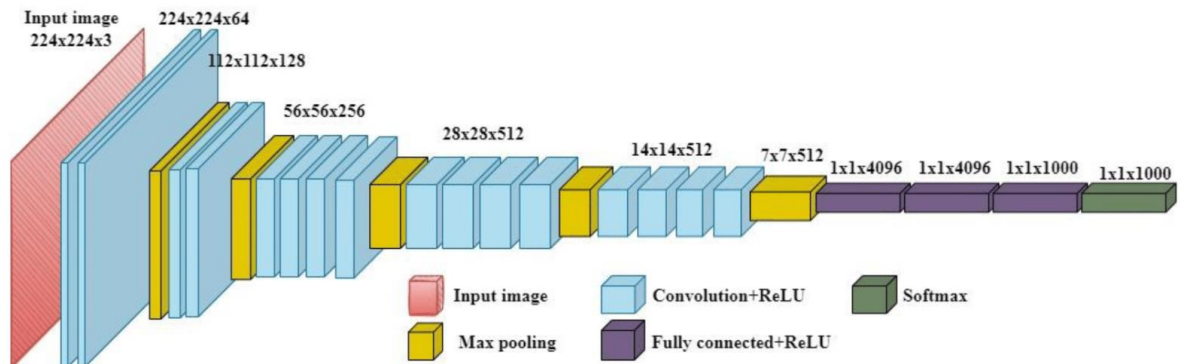 Input image
224x224x3
224x224x64
112x112x128
56x56x256
28x28x512
14x14x512
7x7x512
1x1x4096
1x1x4096
1x1x1000
1x1x1000
Input image
Convolution+ReLU
Softmax
Max pooling
Fully connected+ReLU